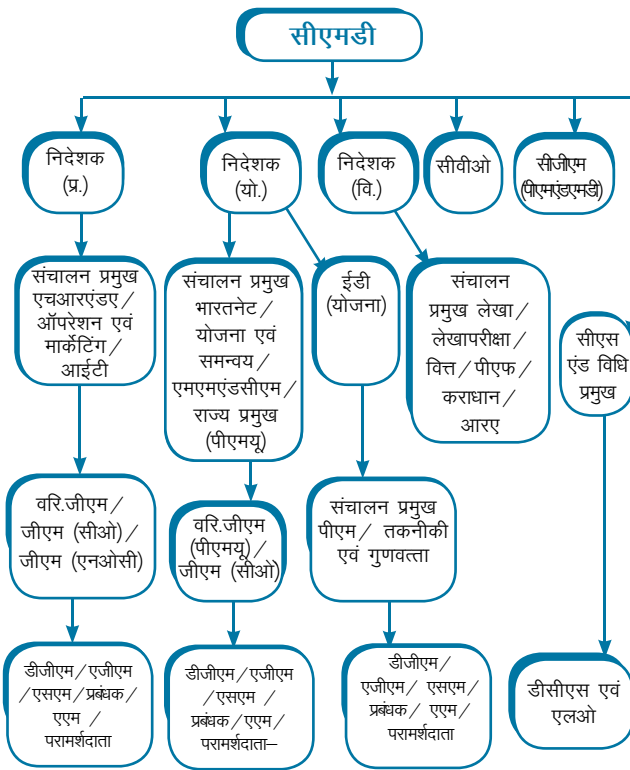 सीएमडी
निदेशक
(प्र.)
निदेशक
(यो.)
निदेशक
(वि.)
सीवीओ
सीजीएम
(पीएमएंडएमडी)
संचालन प्रमुख
एचआरएंडए/
ऑपरेशन एवं
मार्केटिंग/
आईटी
संचालन प्रमुख
भारतनेट/
योजना एवं
समन्वय/
एमएमएंडसीएम/
राज्य प्रमुख
(पीएमयू)
ईडी
(योजना)
संचालन
प्रमुख लेखा/
लेखापरीक्षा/
वित्त/पीएफ/
कराधान/
आरए
सीएस
एंड विधि
प्रमुख
वरि.जीएम/
जीएम (सीओ)/
जीएम (एनओसी)
वरि.जीएम
(पीएमयू)/
जीएम (सीओ)
संचालन प्रमुख
पीएम/ तकनीकी
एवं गुणवत्ता
डीजीएम/एजीएम
/एसएम/प्रबंधक/
एएम /
परामर्शदाता
डीजीएम/एजीएम
/एसएम /
प्रबंधक/एएम/
परामर्शदाता–
डीजीएम/
एजीएम/ एसएम/
प्रबंधक/ एएम/
परामर्शदाता
डीसीएस एवं
एलओ